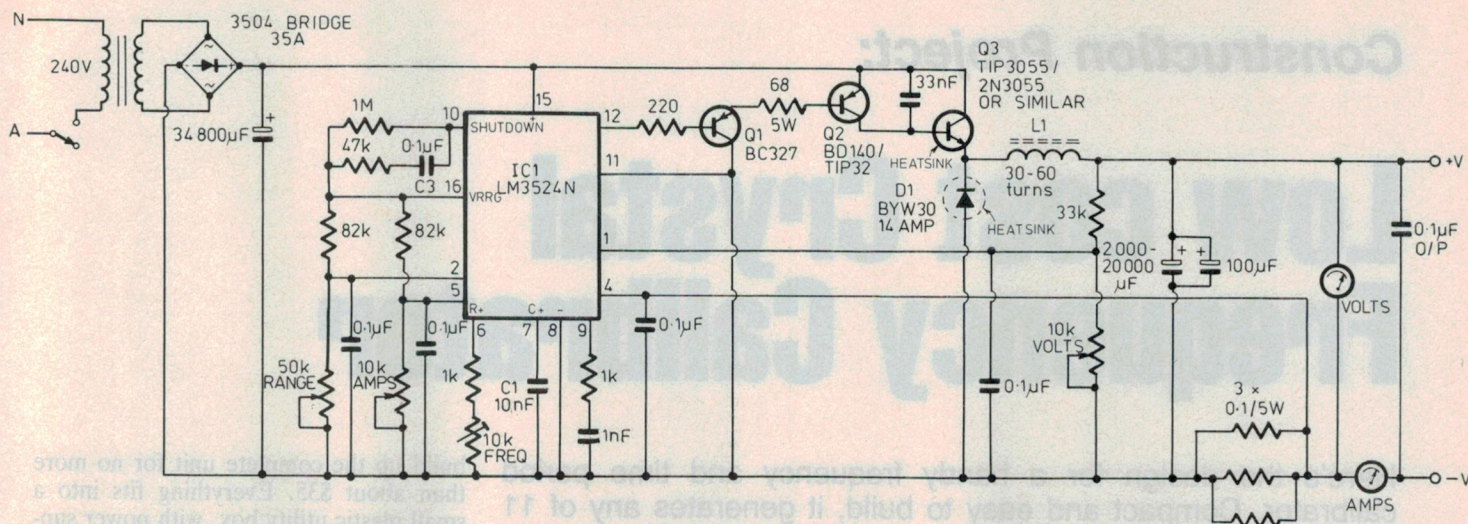 N
240V
A
3504 BRIDGE
35A
34 800µF
+
1M
47k
0·1µF
C3
10
SHUTDOWN
16
VRRG
82k
82k
2
5
R+
6
C+
7
-
8
9
15
+
IC1
LM3524N
12
11
1
4
220
Q1
BC327
68
5W
Q2
BD140/
TIP32
33nF
HEATSINK
Q3
TIP3055/
2N3055
OR SIMILAR
L1
30-60
turns
D1
BYW30
14 AMP
HEATSINK
33k
2000-
20000
µF
+
+
100µF
VOLTS
0·1µF
O/P
+V
0·1µF
0·1µF
50k
RANGE
10k
AMPS
1k
10k
FREQ
C1
10nF
1k
1nF
0·1µF
0·1µF
10k
VOLTS
3 x
0·1/5W
AMPS
-V
Construction Project:
Low cost Crystal
Frequency Calibrator
Here's the design for a handy frequency and time period
calibrator. Compact and easy to build, it generates any of 11
build up the complete unit for no more
than about $35. Everything fits into a
small plastic utility box, with power sup-